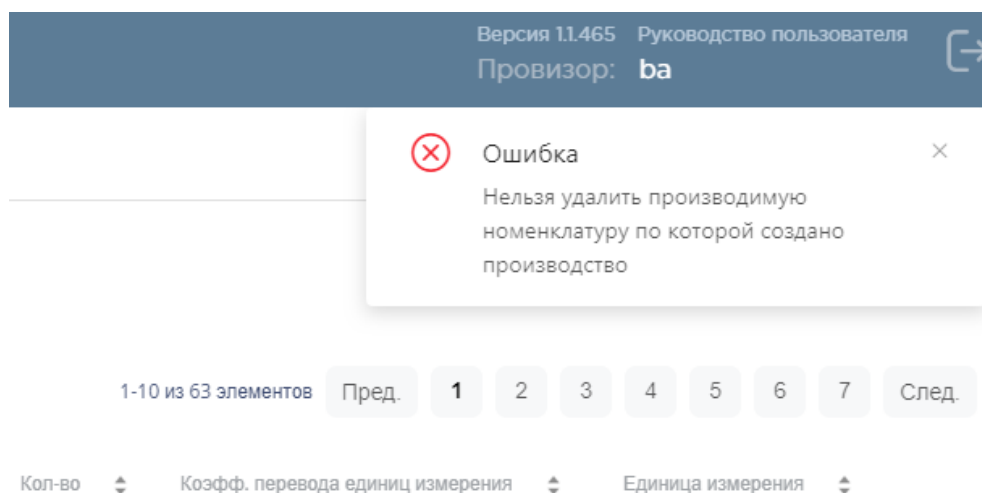 Версия 1.1.465 Руководство пользователя
Провизор: ba
Ошибка
Нельзя удалить производимую
номенклатуру по которой создано
производство
1-10 из 63 элементов Пред. 1 2 3 4 5 6 7 След.
Кол-во Коэфф. перевода единиц измерения Единица измерения